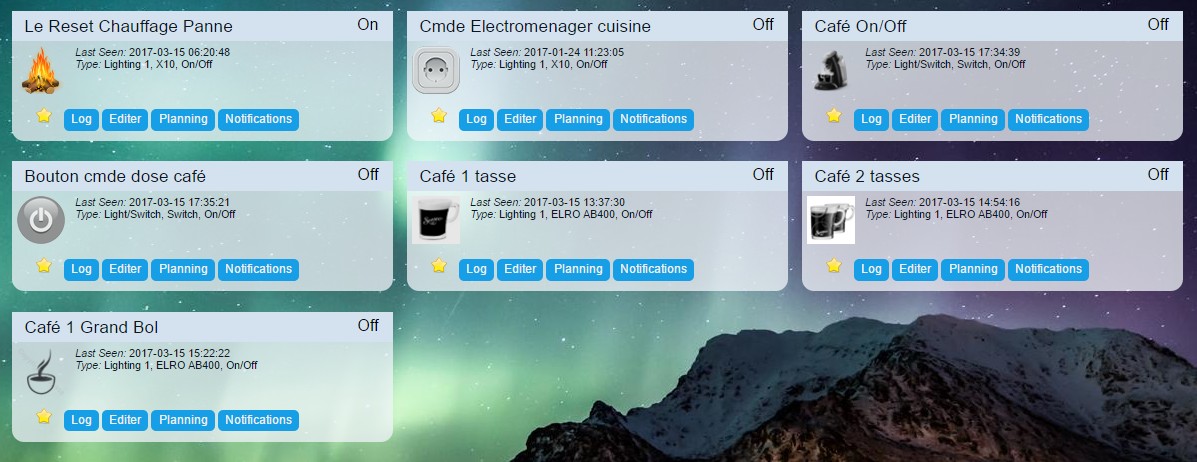 Le Reset Chauffage Panne On
Last Seen: 2017-03-15 06:20:48
Type: Lighting 1, X10, On/Off
Log Editer Planning Notifications
Cmde Electromenager cuisine Off
Last Seen: 2017-01-24 11:23:05
Type: Lighting 1, X10, On/Off
Log Editer Planning Notifications
Café On/Off Off
Last Seen: 2017-03-15 17:34:39
Type: Light/Switch, Switch, On/Off
Log Editer Planning Notifications
Bouton cmde dose café Off
Last Seen: 2017-03-15 17:35:21
Type: Light/Switch, Switch, On/Off
Log Editer Planning Notifications
Café 1 tasse Off
Last Seen: 2017-03-15 13:37:30
Type: Lighting 1, ELRO AB400, On/Off
Log Editer Planning Notifications
Café 2 tasses Off
Last Seen: 2017-03-15 14:54:16
Type: Lighting 1, ELRO AB400, On/Off
Log Editer Planning Notifications
Café 1 Grand Bol Off
Last Seen: 2017-03-15 15:22:22
Type: Lighting 1, ELRO AB400, On/Off
Log Editer Planning Notifications